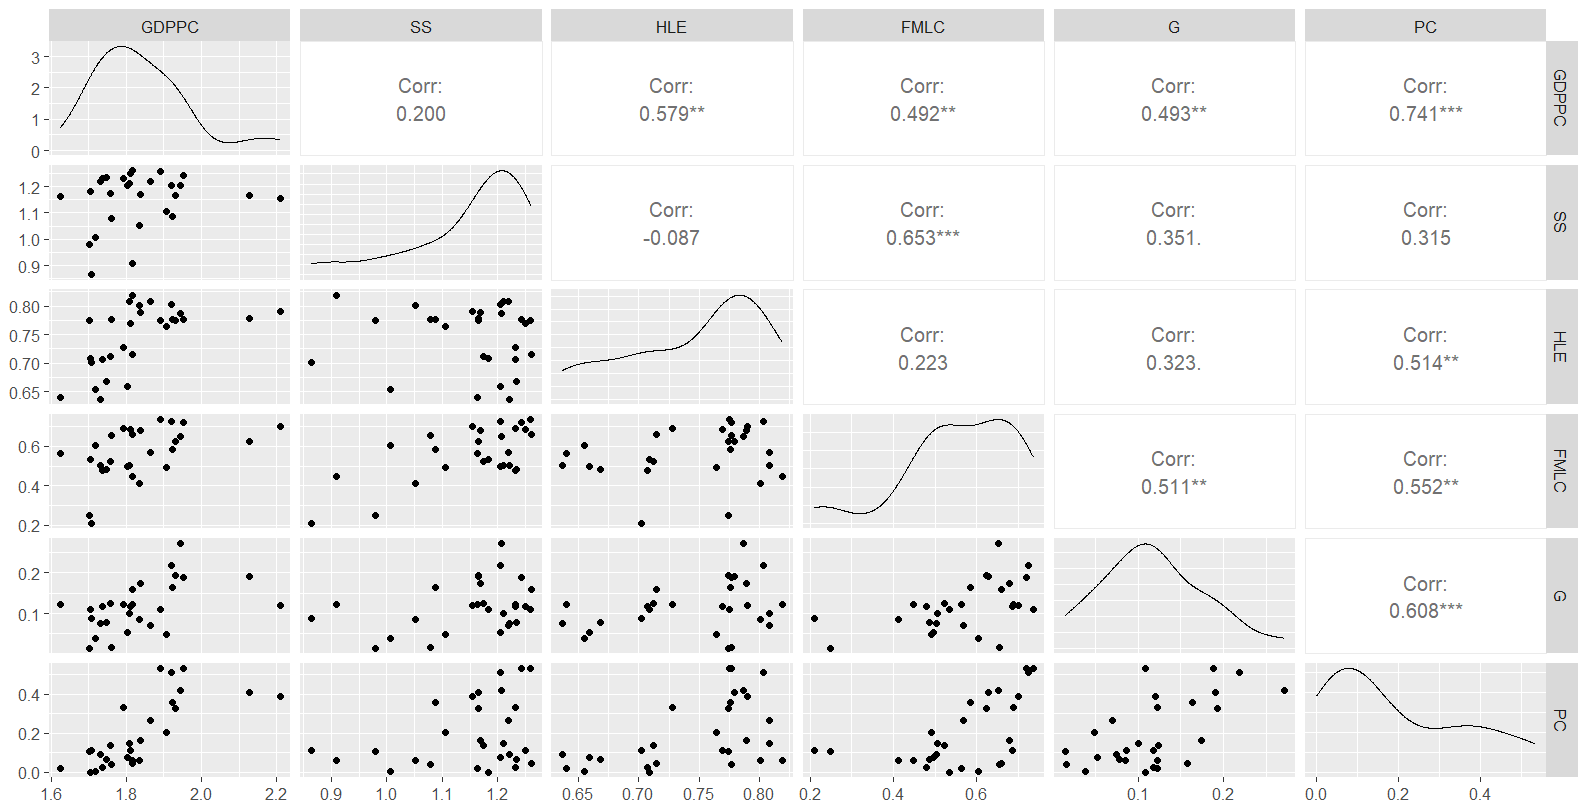 GDPPC SS HLE FMLC G PC
3
2
1
0
Corr:
0.200
Corr:
0.579**
Corr:
0.492**
Corr:
0.493**
Corr:
0.741***
GDPPC
1.2
1.1
1.0
0.9
Corr:
-0.087
Corr:
0.653***
Corr:
0.351.
Corr:
0.315
SS
0.80
0.75
0.70
0.65
Corr:
0.223
Corr:
0.323.
Corr:
0.514**
HLE
0.6
0.4
0.2
Corr:
0.511**
Corr:
0.552**
FMLC
0.2
0.1
Corr:
0.608***
G
0.4
0.2
0.0
PC
1.6 1.8 2.0 2.2 0.9 1.0 1.1 1.2 0.65 0.70 0.75 0.80 0.2 0.4 0.6 0.1 0.2 0.0 0.2 0.4